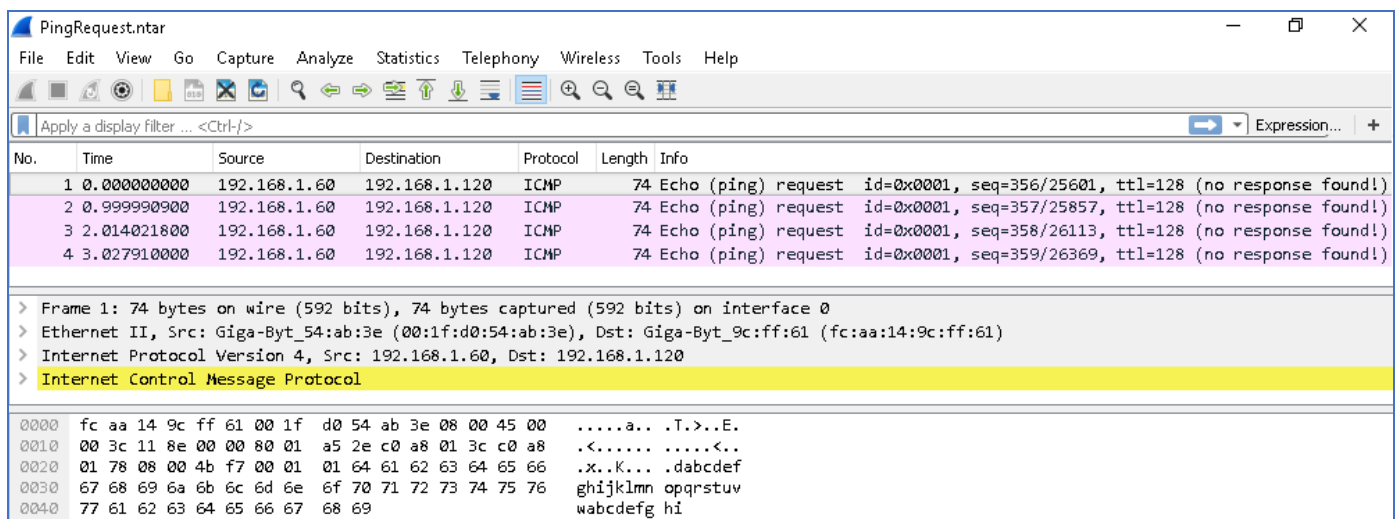 PingRequest.ntar
File Edit View Go Capture Analyze Statistics Telephony Wireless Tools Help
Apply a display filter ... <Ctrl-/> Expression... +
No. Time Source Destination Protocol Length Info
1 0.000000000 192.168.1.60 192.168.1.120 ICMP 74 Echo (ping) request id=0x0001, seq=356/25601, ttl=128 (no response found!)
2 0.999990900 192.168.1.60 192.168.1.120 ICMP 74 Echo (ping) request id=0x0001, seq=357/25857, ttl=128 (no response found!)
3 2.014021800 192.168.1.60 192.168.1.120 ICMP 74 Echo (ping) request id=0x0001, seq=358/26113, ttl=128 (no response found!)
4 3.027910000 192.168.1.60 192.168.1.120 ICMP 74 Echo (ping) request id=0x0001, seq=359/26369, ttl=128 (no response found!)
> Frame 1: 74 bytes on wire (592 bits), 74 bytes captured (592 bits) on interface 0
> Ethernet II, Src: Giga-Byt_54:ab:3e (00:1f:d0:54:ab:3e), Dst: Giga-Byt_9c:ff:61 (fc:aa:14:9c:ff:61)
> Internet Protocol Version 4, Src: 192.168.1.60, Dst: 192.168.1.120
> Internet Control Message Protocol
0000 fc aa 14 9c ff 61 00 1f d0 54 ab 3e 08 00 45 00 .....a.. .T.>..E.
0010 00 3c 11 8e 00 00 80 01 a5 2e c0 a8 01 3c c0 a8 .<...... .....<..
0020 01 78 08 00 4b f7 00 01 01 64 61 62 63 64 65 66 .x..K... .dabcdef
0030 67 68 69 6a 6b 6c 6d 6e 6f 70 71 72 73 74 75 76 ghijklmn opqrstuv
0040 77 61 62 63 64 65 66 67 68 69 wabcdefg hi